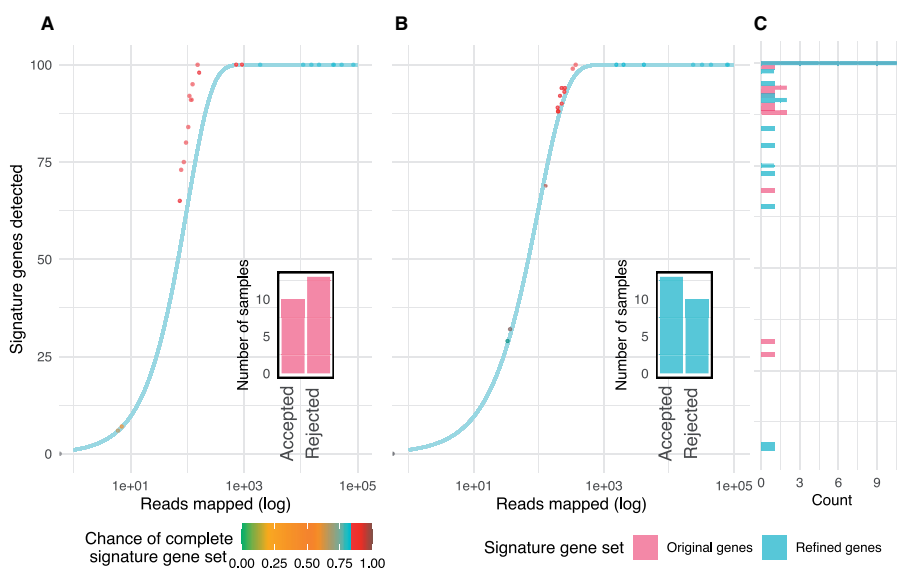 A
B
C
Signature genes detected
100
75
50
25
0
Number of samples
10
5
0
Accepted
Rejected
1e+01
1e+03
1e+05
Reads mapped (log)
Number of samples
10
5
0
Accepted
Rejected
1e+01
1e+03
1e+05
Reads mapped (log)
0
3
6
9
Count
Chance of complete
signature gene set
0.00
0.25
0.50
0.75
1.00
Signature gene set
Original genes
Refined genes